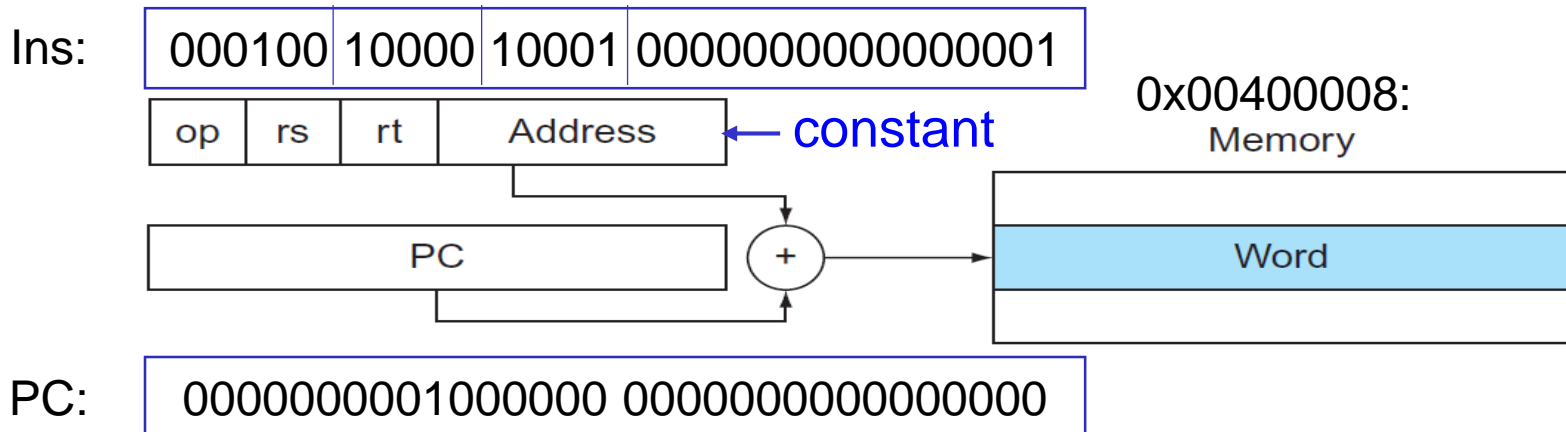 Ins: 000100 10000 10001 0000000000000001
0x00400008:
op rs rt Address constant Memory
PC + Word
PC: 0000000001000000 0000000000000000